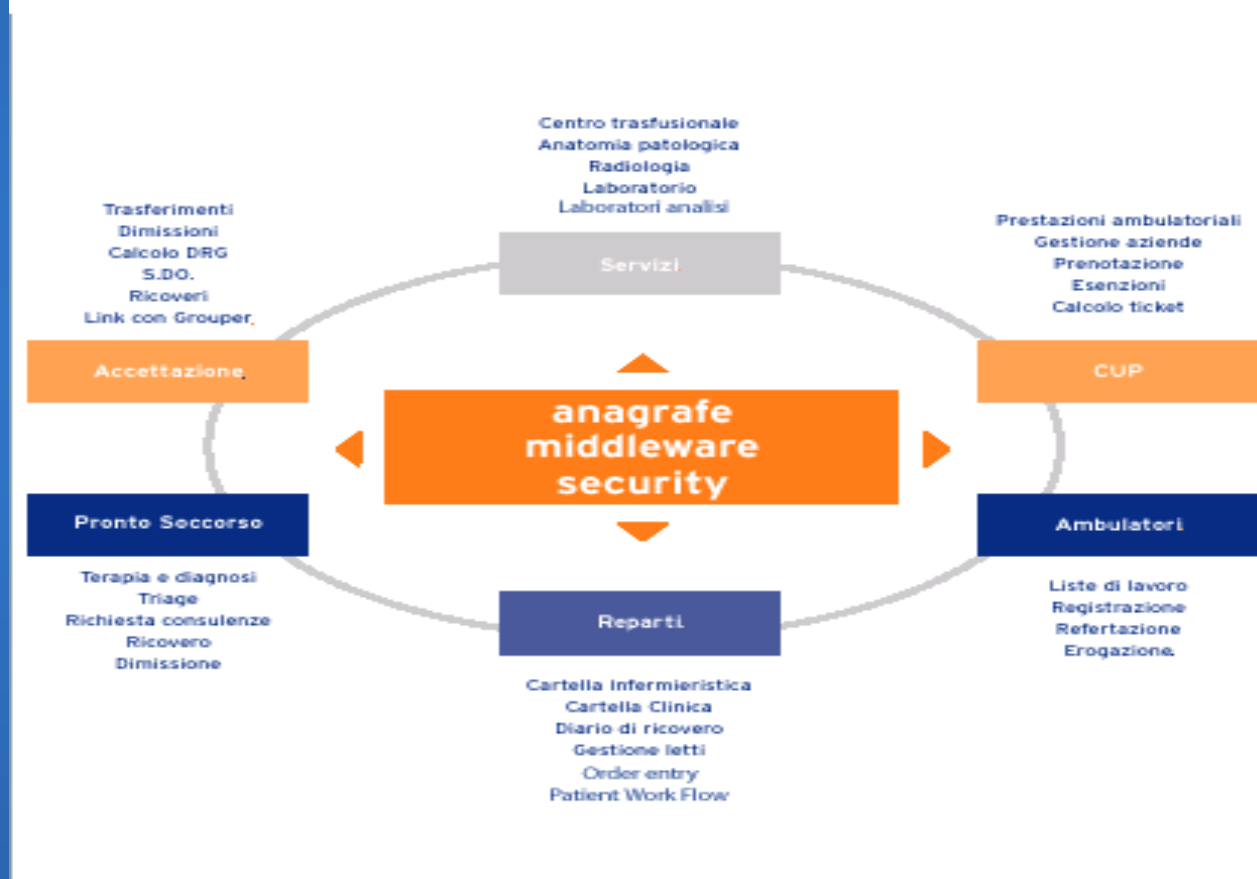 Centro trasfusionale
Anatomia patologica
Radiologia
Laboratorio
Laboratori analisi
Servizi
Trasferimenti
Dimissioni
Calcolo DRG
S.DO.
Ricoveri
Link con Grouper
Accettazione
Prestazioni ambulatoriali
Gestione aziende
Prenotazione
Esenzioni
Calcolo ticket
CUP
anagrafe
middleware
security
Pronto Soccorso
Terapia e diagnosi
Triage
Richiesta consulenze
Ricovero
Dimissione
Reparti
Cartella Infermieristica
Cartella Clinica
Diario di ricovero
Gestione letti
Order entry
Patient Work Flow
Ambulatori
Liste di lavoro
Registrazione
Refertazione
Erogazione